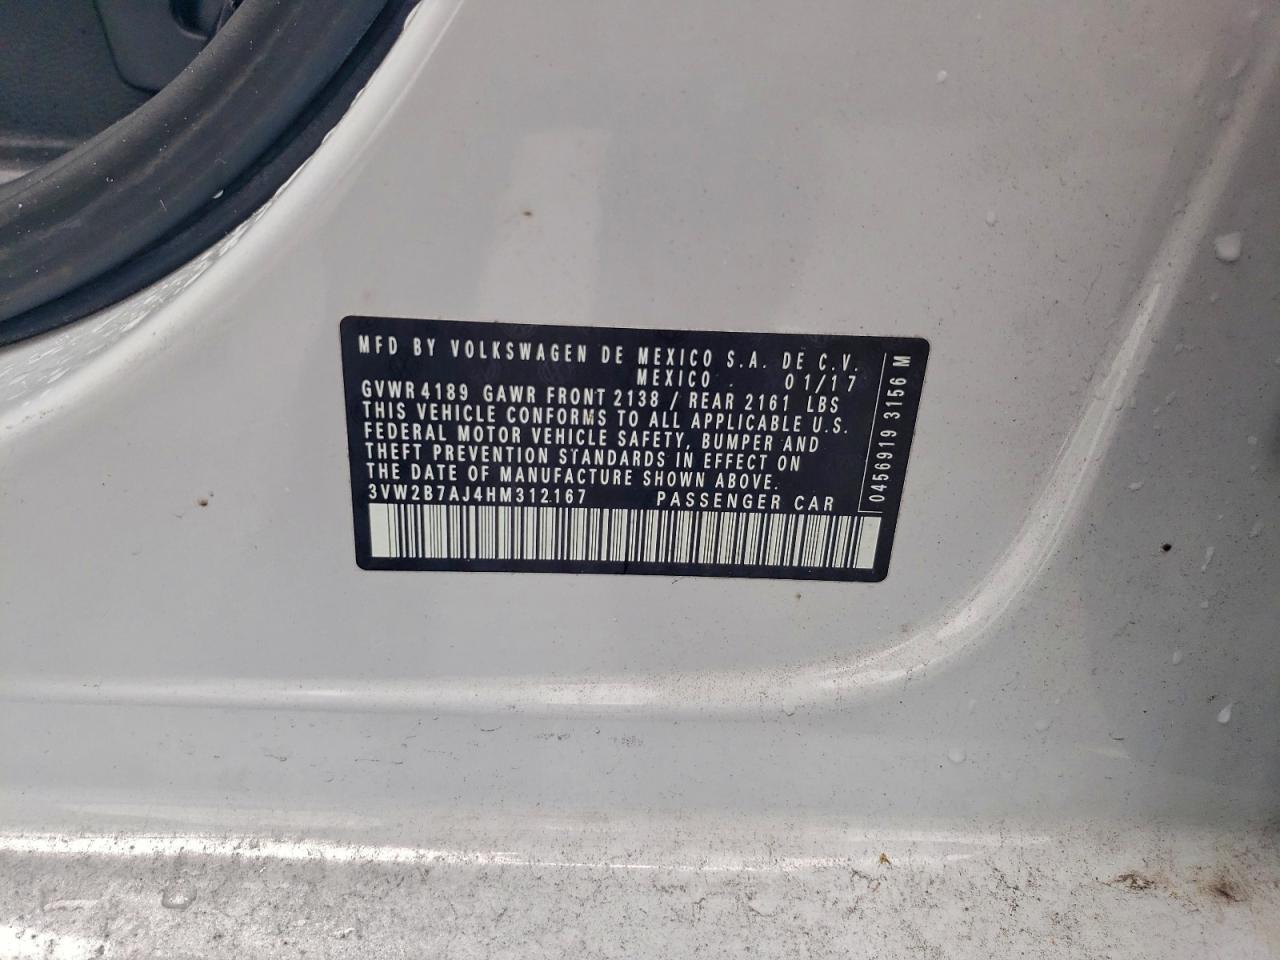 MFD BY VOLKSWAGEN DE MEXICO S.A. DE C.V.
MEXICO . 01/17
GVWR 4189 GAWR FRONT 2138 / REAR 2161 LBS
THIS VEHICLE CONFORMS TO ALL APPLICABLE U.S.
FEDERAL MOTOR VEHICLE SAFETY, BUMPER AND
THEFT PREVENTION STANDARDS IN EFFECT ON
THE DATE OF MANUFACTURE SHOWN ABOVE.
3VW2B7AJ4HM312167 PASSENGER CAR
0456919 3156 M